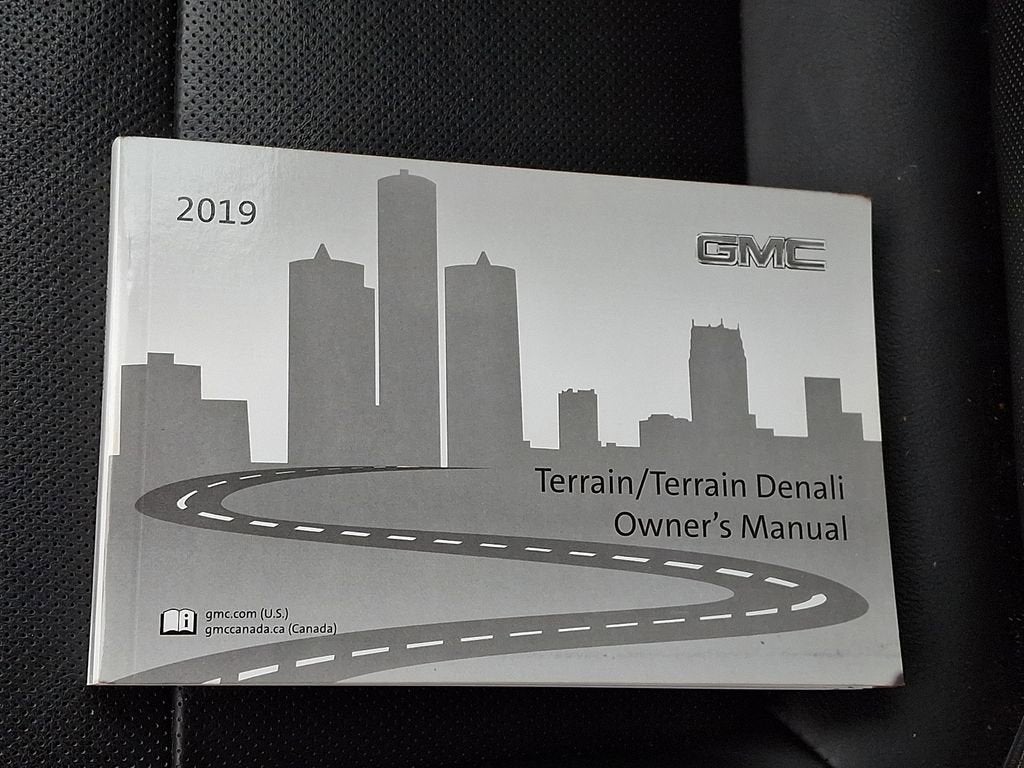 2019
GMC
Terrain/Terrain Denali
Owner's Manual
gmc.com (U.S.)
gmccanada.ca (Canada)